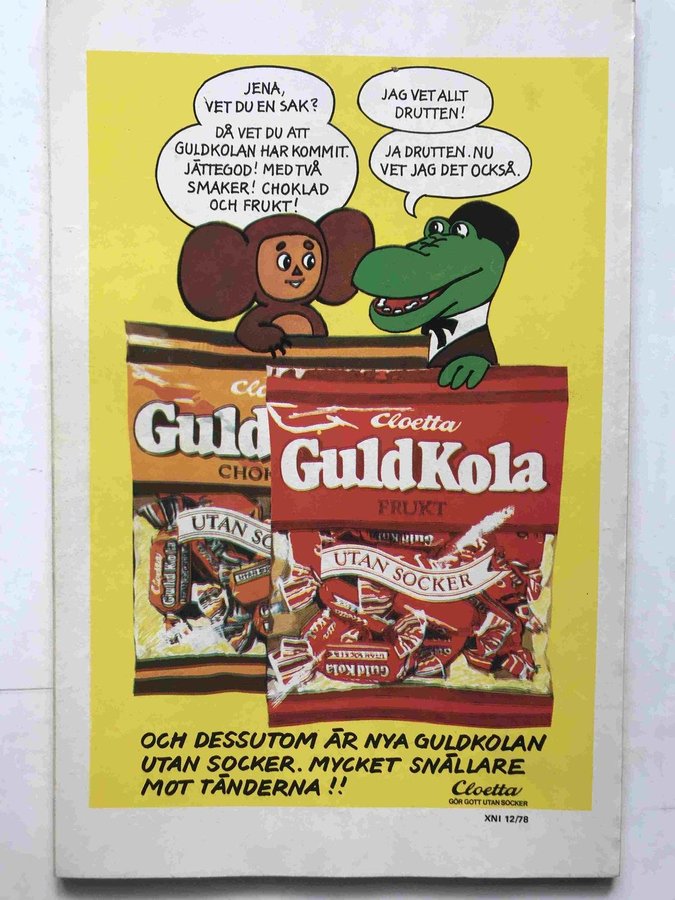 JENA,
VET DU EN SAK?
DÅ VET DU ATT
GULDKOLAN HAR KOMMIT.
JÄTTEGOD! MED TVÅ
SMAKER! CHOKLAD
OCH FRUKT!
JAG VET ALLT
DRUTTEN!
JA DRUTTEN. NU
VET JAG DET OCKSÅ.
Guld
UTAN
Cloetta
Guld Kola
Cloetta
GuldKola
FRUKT
UTAN SOCKER
Guld Kola
UTAN SOCKER
OCH DESSUTOM ÄR NYA GULDKOLAN
UTAN SOCKER. MYCKET SNÄLLARE
MOT TÄNDERNA!!
Cloetta
GÖR GOTT UTAN SOCKER
XNI 12/78